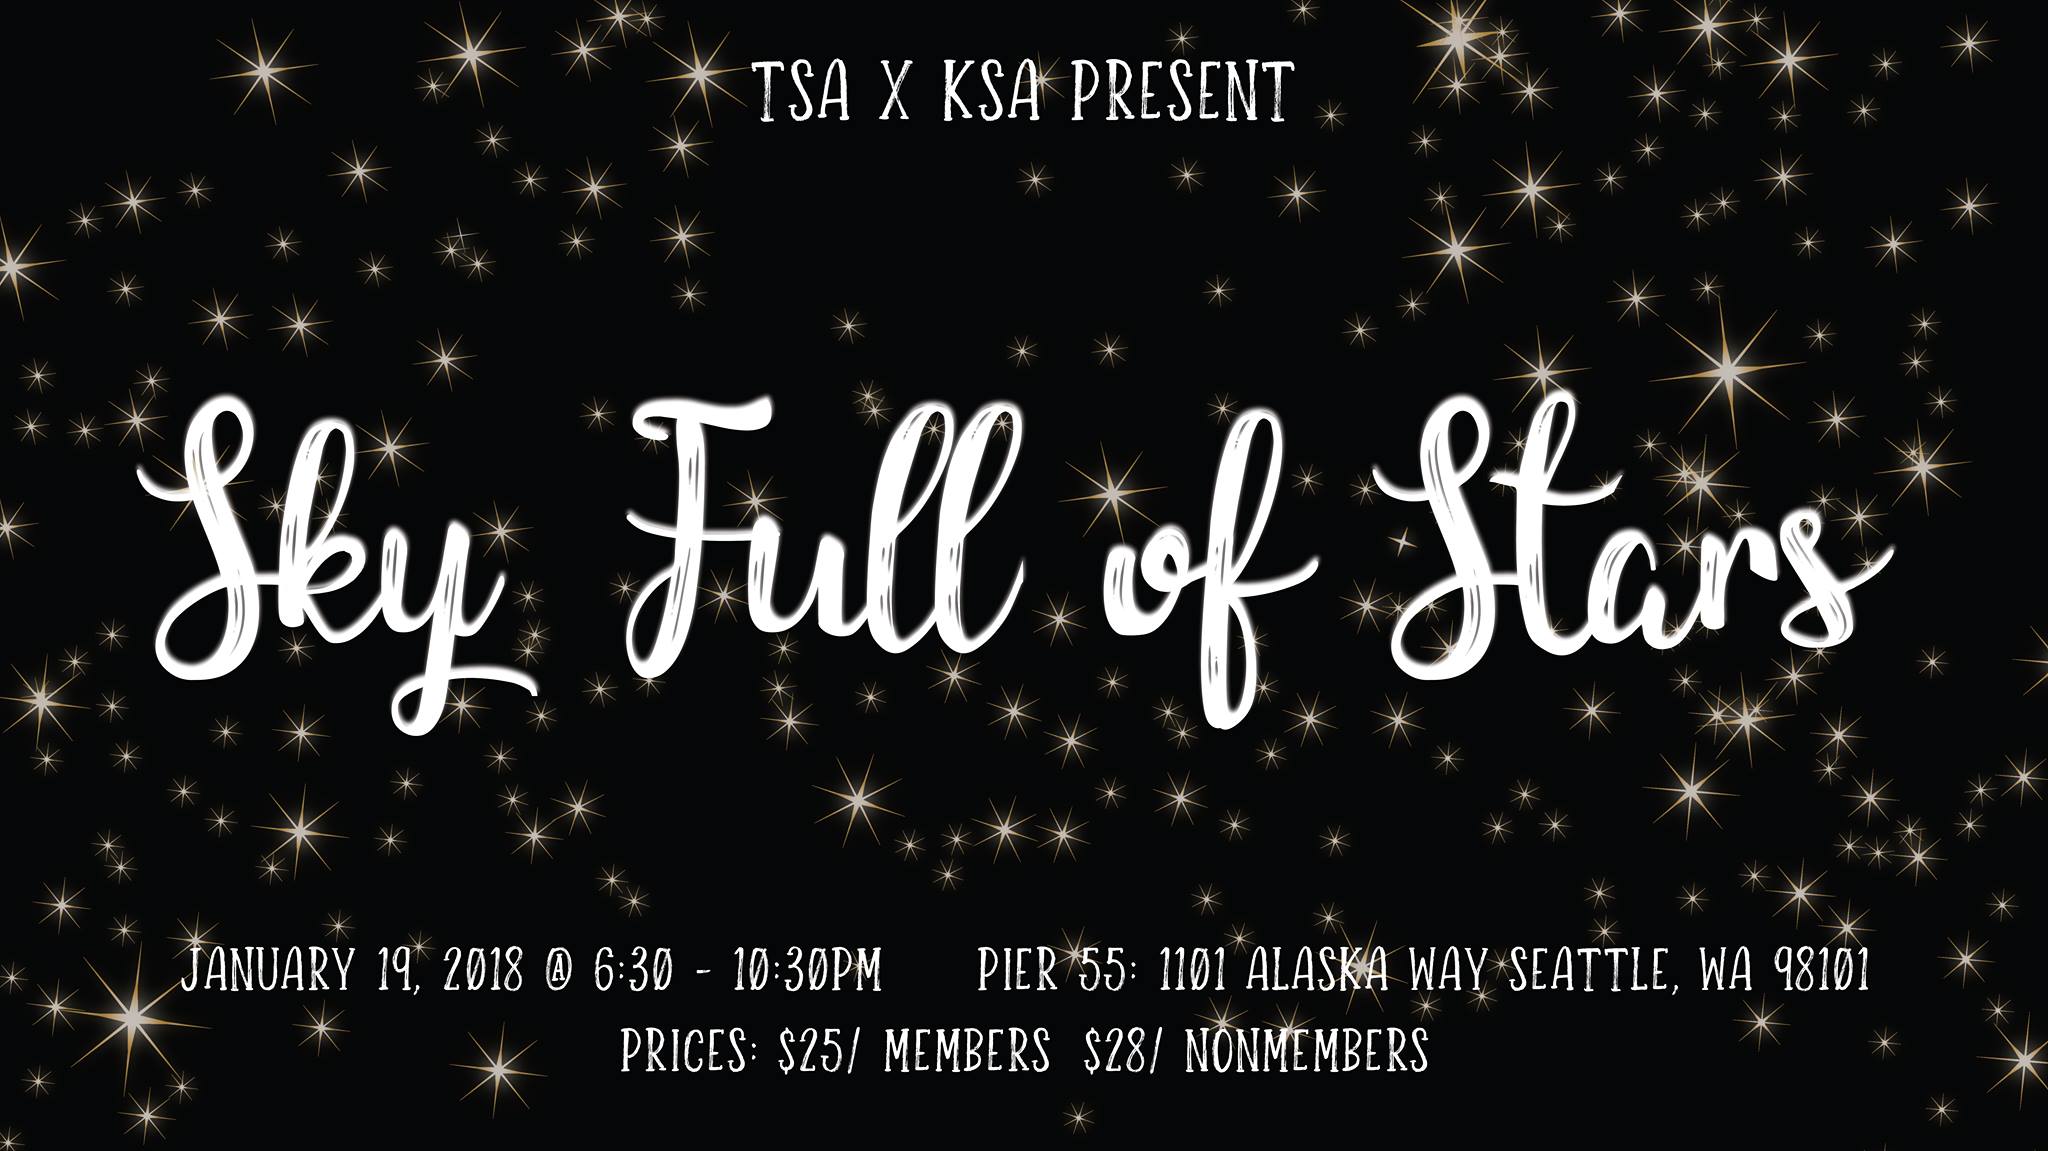 TSA X KSA PRESENT
Sky Full of Stars
JANUARY 19, 2018 @ 6:30 - 10:30PM PIER 55: 1101 ALASKA WAY SEATTLE, WA 98101
PRICES: $25/ MEMBERS $28/ NONMEMBERS